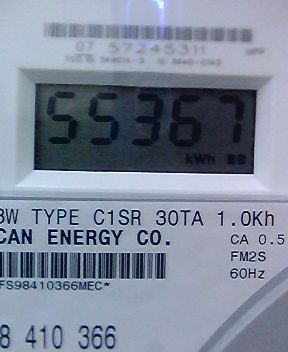 07 57245311
55367
kWh
3W TYPE C1SR 30TA 1.0Kh
CAN ENERGY CO. CA 0.5
FM2S
60Hz
FS98410366MEC*
8 410 366